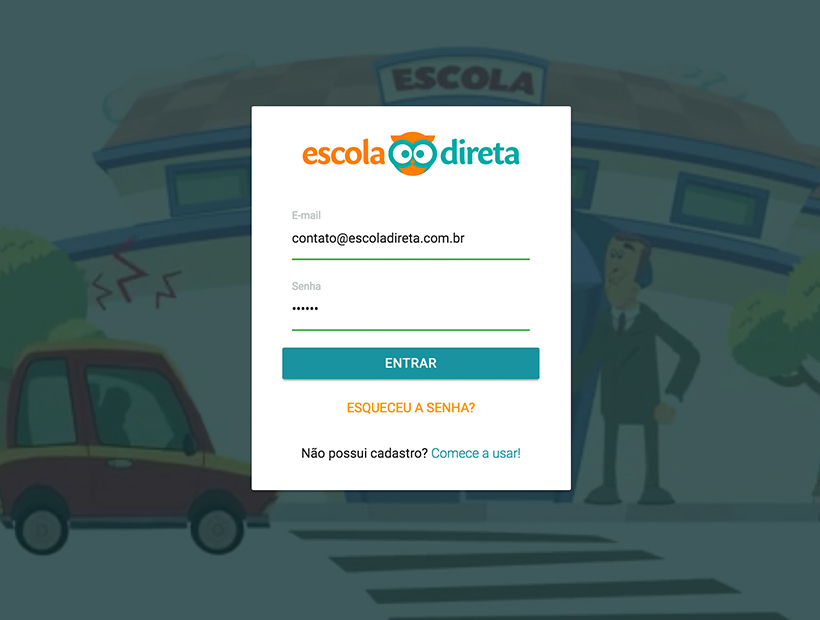 ESCOLA
escola direta
E-mail
contato@escoladireta.com.br
Senha
••••••
ENTRAR
ESQUECEU A SENHA?
Não possui cadastro? Comece a usar!